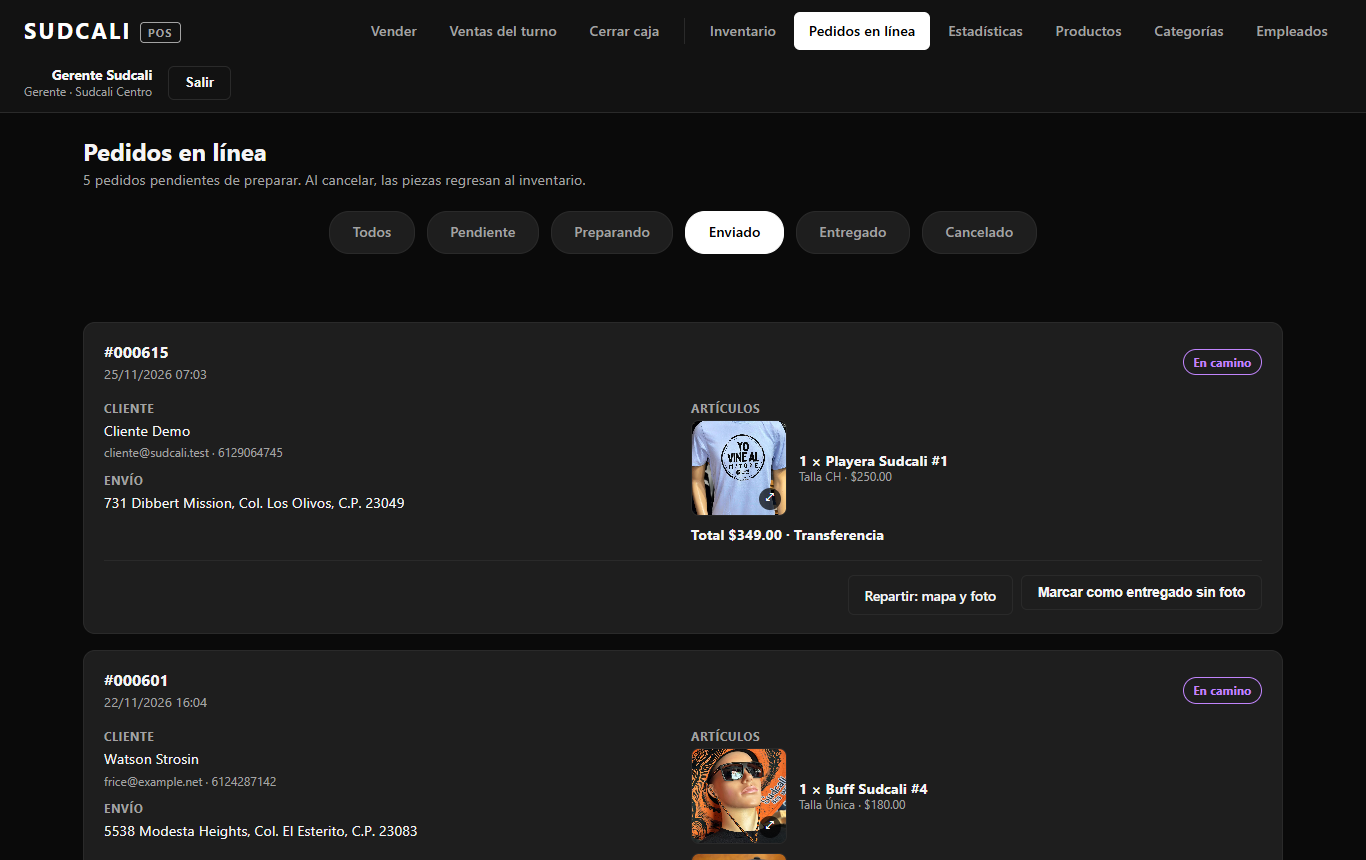 SUDCALI POS
Vender
Ventas del turno
Cerrar caja
Inventario
Pedidos en línea
Estadísticas
Productos
Categorías
Empleados
Gerente Sudcali
Gerente · Sudcali Centro
Salir
Pedidos en línea
5 pedidos pendientes de preparar. Al cancelar, las piezas regresan al inventario.
Todos
Pendiente
Preparando
Enviado
Entregado
Cancelado
#000615
25/11/2026 07:03
En camino
CLIENTE
Cliente Demo
cliente@sudcali.test · 6129064745
ENVÍO
731 Dibbert Mission, Col. Los Olivos, C.P. 23049
ARTÍCULOS
YO
VINE AL
1 × Playera Sudcali #1
Talla CH · $250.00
Total $349.00 · Transferencia
Repartir: mapa y foto
Marcar como entregado sin foto
#000601
22/11/2026 16:04
En camino
CLIENTE
Watson Strosin
frice@example.net · 6124287142
ENVÍO
5538 Modesta Heights, Col. El Esterito, C.P. 23083
ARTÍCULOS
1 × Buff Sudcali #4
Talla Única · $180.00